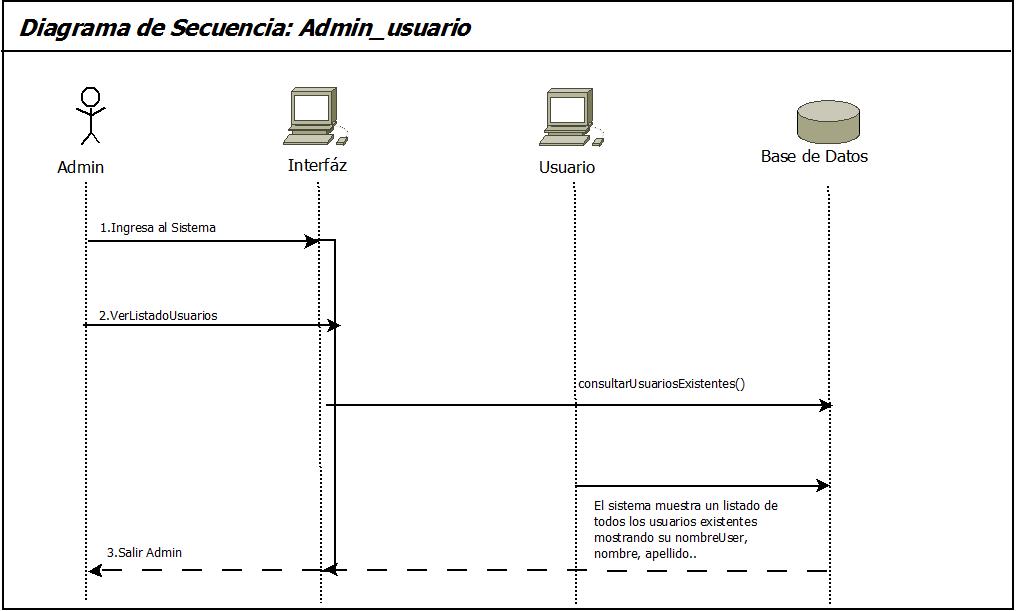 Diagrama de Secuencia: Admin_usuario
Admin
Interfáz
Usuario
Base de Datos
1.Ingresa al Sistema
2.VerListadoUsuarios
consultarUsuariosExistentes()
El sistema muestra un listado de
todos los usuarios existentes
mostrando su nombreUser,
nombre, apellido..
3.Salir Admin